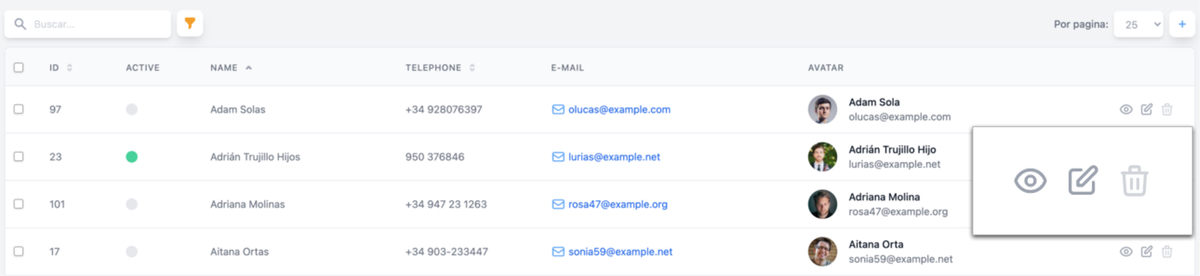 Buscar...
Por pagina: 25 +
ID ACTIVE NAME TELEPHONE E-MAIL AVATAR
97 Adam Solas +34 928076397 olucas@example.com Adam Sola
olucas@example.com
23 Adrián Trujillo Hijos 950 376846 lurias@example.net Adrián Trujillo Hijo
lurias@example.net
101 Adriana Molinas +34 947 23 1263 rosa47@example.org Adriana Molina
rosa47@example.org
17 Aitana Ortas +34 903-233447 sonia59@example.net Aitana Orta
sonia59@example.net